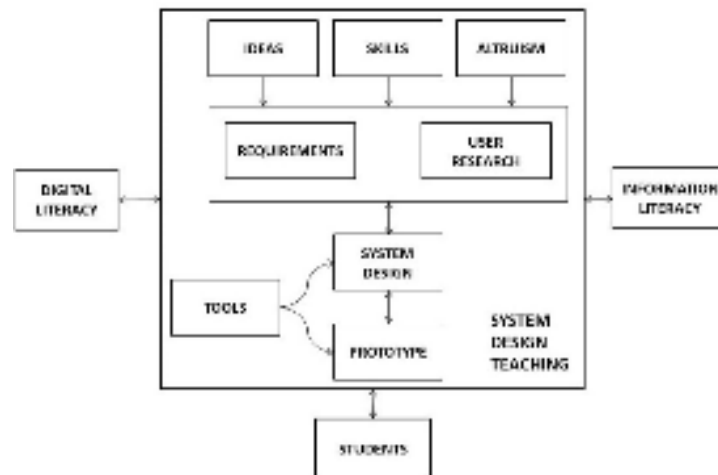 IDEAS
SKILLS
ALTRUISM
REQUIREMENTS
USER
RESEARCH
DIGITAL
LITERACY
INFORMATION
LITERACY
SYSTEM
DESIGN
TOOLS
PROTOTYPE
SYSTEM
DESIGN
TEACHING
STUDENTS